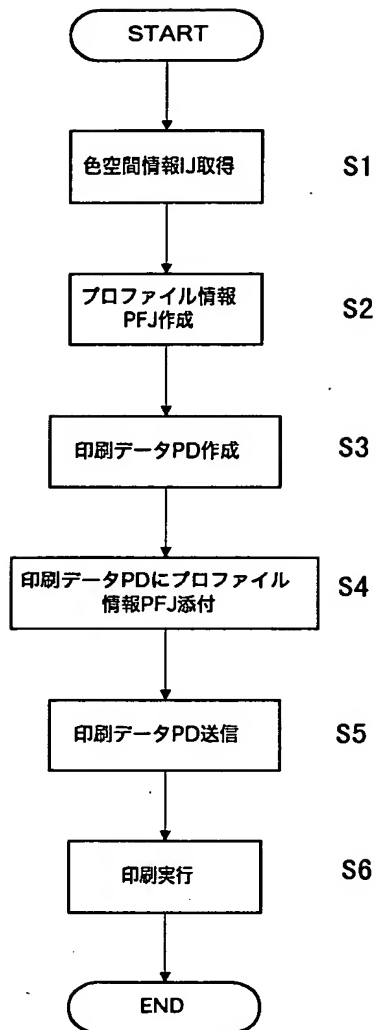 START
色空間情報IJ取得 S1
プロファイル情報
PFJ作成 S2
印刷データPD作成 S3
印刷データPDにプロファイル
情報PFJ添付 S4
印刷データPD送信 S5
印刷実行 S6
END